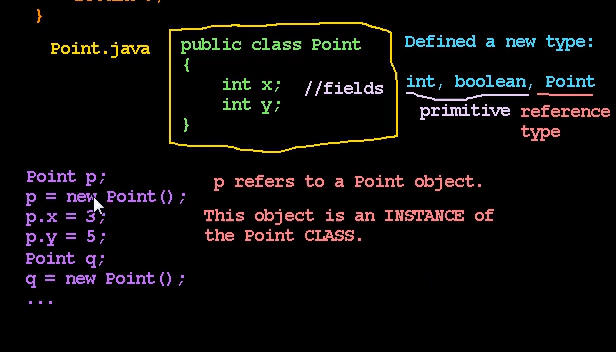 }
Point.java
public class Point
{
int x; //fields
int y;
}
Defined a new type:
int, boolean, Point
primitive reference
type
Point p;
p = new Point();
p.x = 3;
p.y = 5;
Point q;
q = new Point();
...
p refers to a Point object.
This object is an INSTANCE of
the Point CLASS.